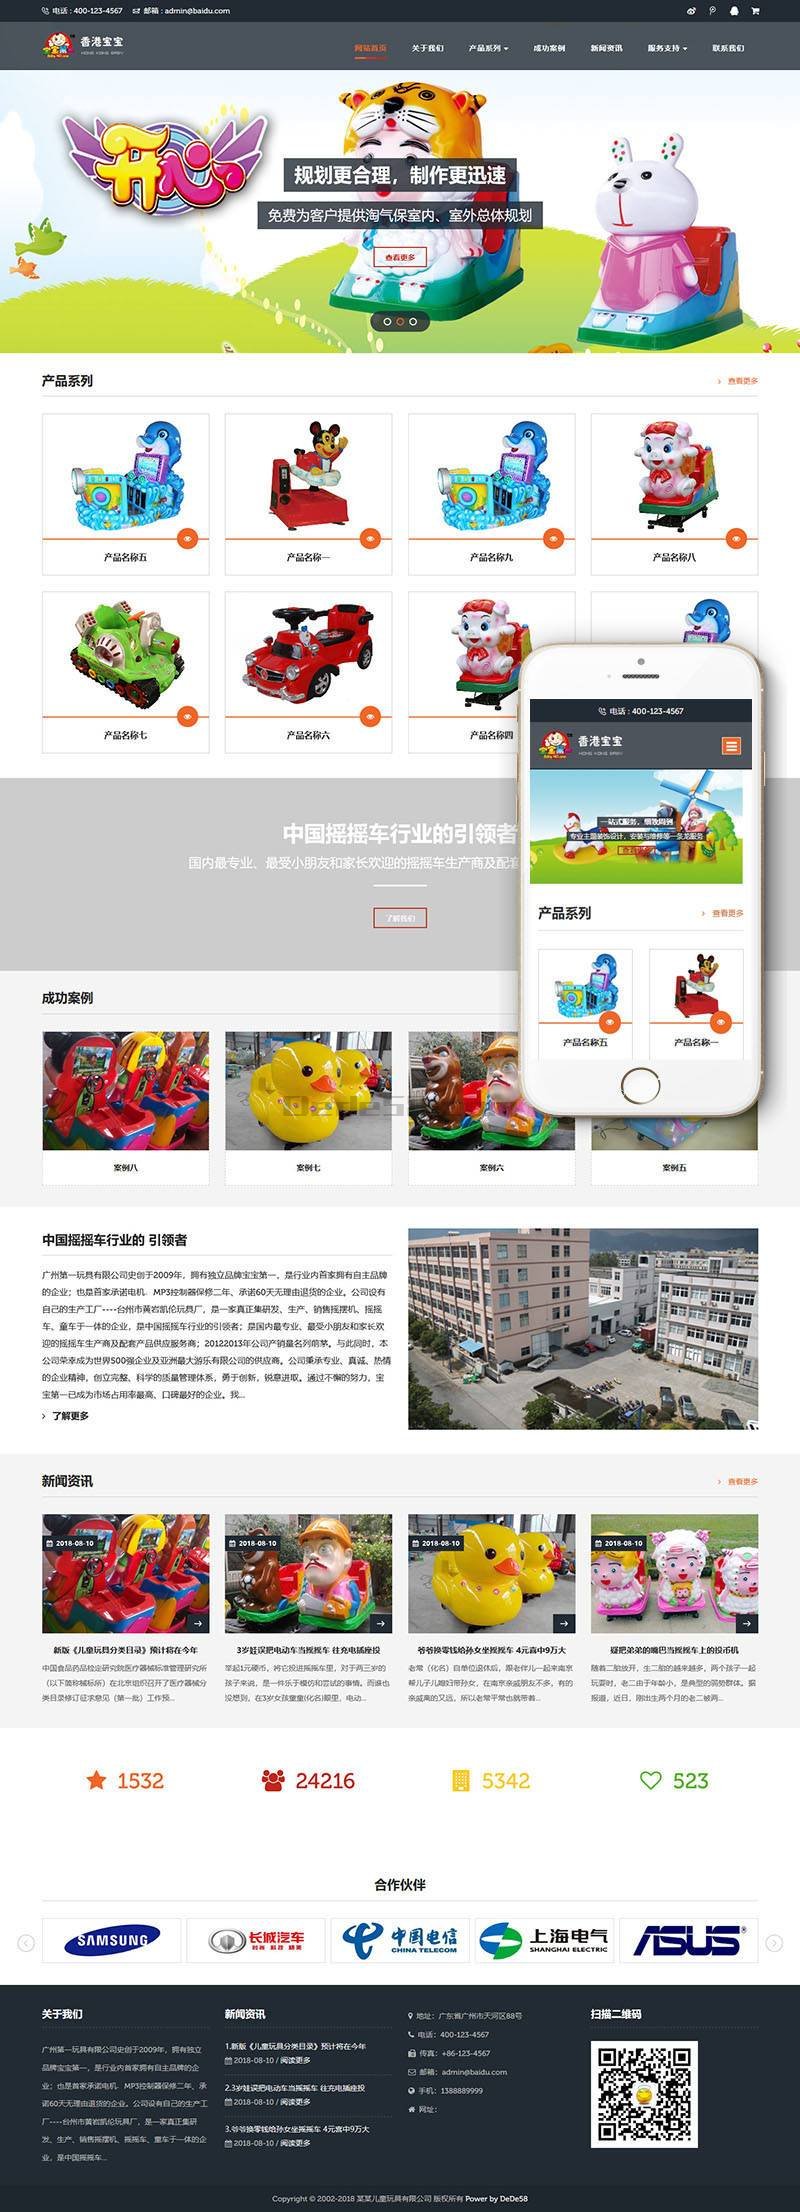 电话 : 400-123-4567 邮箱 : admin@baidu.com
香港宝宝
HONG KONG BABY
网站首页 关于我们 产品系列 成功案例 新闻资讯 服务支持 联系我们
开心
规划更合理，制作更迅速
免费为客户提供淘气保室内、室外总体规划
查看更多
产品系列 查看更多
产品名称五 产品名称一 产品名称九 产品名称八
产品名称七 产品名称六 产品名称四
电话 : 400-123-4567
香港宝宝
HONG KONG BABY
一站式服务，细致周到
专业主题装饰设计，安装与维修等一条龙服务
产品系列 查看更多
产品名称五 产品名称一
中国摇摇车行业的引领者
国内最专业、最受小朋友和家长欢迎的摇摇车生产商及配套
了解我们
成功案例
案例八 案例七 案例六 案例五
中国摇摇车行业的 引领者
广州第一玩具有限公司史创于2009年，拥有独立品牌宝宝第一，是行业内首家拥有自主品牌
的企业；也是首家承诺电机．MP3控制器保修二年、承诺60天无理由退货的企业。公司设有
自己的生产工厂----台州市黄岩凯伦玩具厂，是一家真正集研发、生产、销售摇摆机、摇摇
车、童车于一体的企业，是中国摇摇车行业的引领者；是国内最专业、最受小朋友和家长欢
迎的摇摇车生产商及配套产品供应服务商；20122013年公司产销量名列前茅。与此同时，本
公司荣幸成为世界500强企业及亚洲最大游乐有限公司的供应商。公司秉承专业、真诚、热情
的企业精神，创立完整、科学的质量管理体系，勇于创新，锐意进取。通过不懈的努力，宝
宝第一已成为市场占用率最高、口碑最好的企业。我...
了解更多
新闻资讯 查看更多
2018-08-10 2018-08-10 2018-08-10 2018-08-10
新版《儿童玩具分类目录》预计将在今年
中国食品药品检定研究院医疗器械标准管理研究所
（以下简称械标所）在北京组织召开了医疗器械分
类目录修订征求意见（第一批）工作预...
3岁娃误把电动车当摇摇车 往充电插座投
举起1元硬币，将它投进摇摇车里，对于两三岁的
孩子来说，是一件乐于模仿和尝试的事情。而谁也
没想到，在3岁女孩童童(化名)眼里，电动...
爷爷换零钱给孙女坐摇摇车 4元喜中9万大
老常（化名）自单位退休后，跟老伴儿一起来南京
帮儿子儿媳妇带孙女，在南京亲戚朋友不多，有的
亲戚离的又远，所以老常平常也就带着...
疑把弟弟的嘴巴当摇摇车上的投币机
随着二胎放开，生二胎的越来越多，两个孩子一起
玩耍时，老二由于年龄小，是典型的弱势群体。据
报道，近日，刚出生两个月的老二被两...
1532 24216 5342 523
合作伙伴
SAMSUNG
长城汽车
中国电信
CHINA TELECOM
上海电气
SHANGHAI ELECTRIC
ASUS
关于我们
广州第一玩具有限公司史创于2009年，拥有独立
品牌宝宝第一，是行业内首家拥有自主品牌的企
业；也是首家承诺电机．MP3控制器保修二年、承
诺60天无理由退货的企业。公司设有自己的生产工
厂----台州市黄岩凯伦玩具厂，是一家真正集研
发、生产、销售摇摆机、摇摇车、童车于一体的企
业，是中国摇摇车...
新闻资讯
1.新版《儿童玩具分类目录》预计将在今年
2018-08-10 / 阅读更多
2.3岁娃误把电动车当摇摇车 往充电插座投
2018-08-10 / 阅读更多
3.爷爷换零钱给孙女坐摇摇车 4元喜中9万大
2018-08-10 / 阅读更多
地址：广东省广州市天河区88号
电话：400-123-4567
传真：+86-123-4567
邮箱：admin@baidu.com
手机：1388889999
网址：
扫描二维码
Copyright © 2002-2018 某某儿童玩具有限公司 版权所有 Power by DeDe58